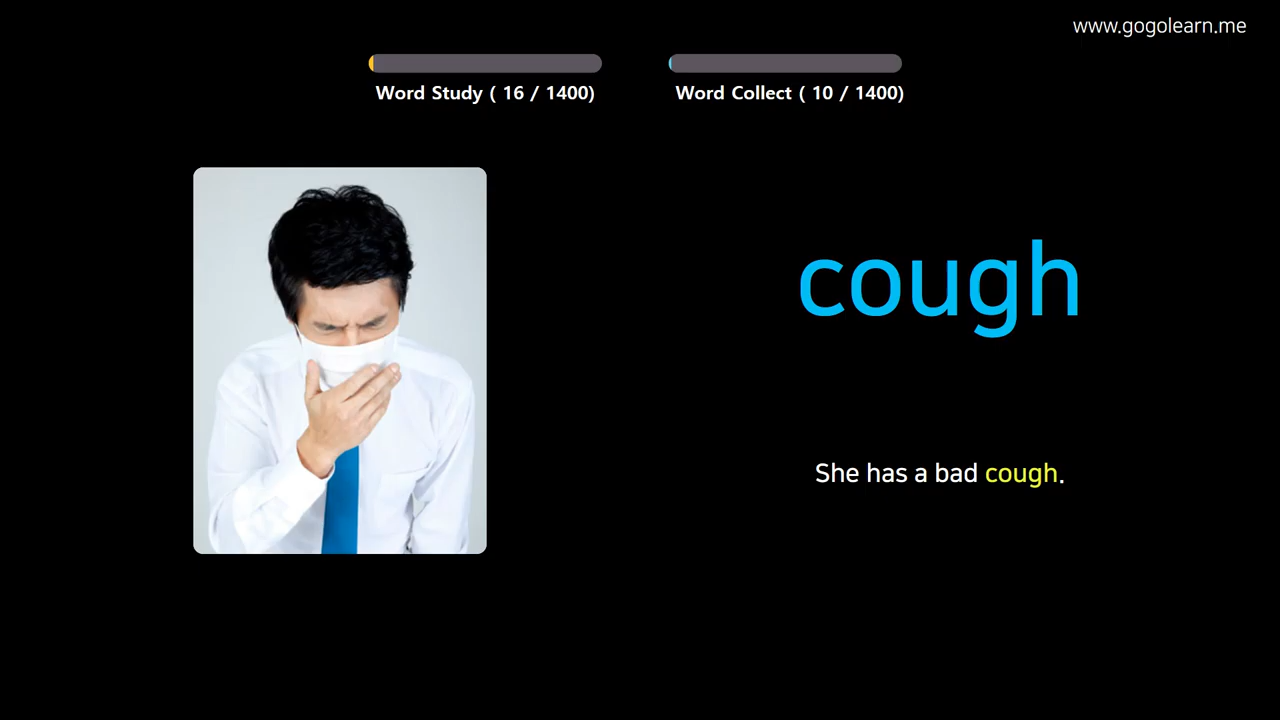 www.gogolearn.me
Word Study ( 16 / 1400)
Word Collect ( 10 / 1400)
cough
She has a bad cough.